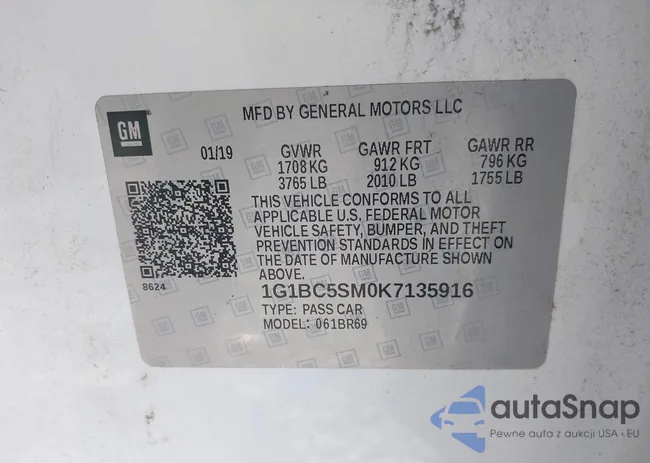 MFD BY GENERAL MOTORS LLC
GM
01/19 GVWR GAWR FRT GAWR RR
1708 KG 912 KG 796 KG
3765 LB 2010 LB 1755 LB
THIS VEHICLE CONFORMS TO ALL
APPLICABLE U.S. FEDERAL MOTOR
VEHICLE SAFETY, BUMPER, AND THEFT
PREVENTION STANDARDS IN EFFECT ON
THE DATE OF MANUFACTURE SHOWN
ABOVE.
8624
1G1BC5SM0K7135916
TYPE: PASS CAR
MODEL: 061BR69
autoSnap
Pewne auta z aukcji USA i EU